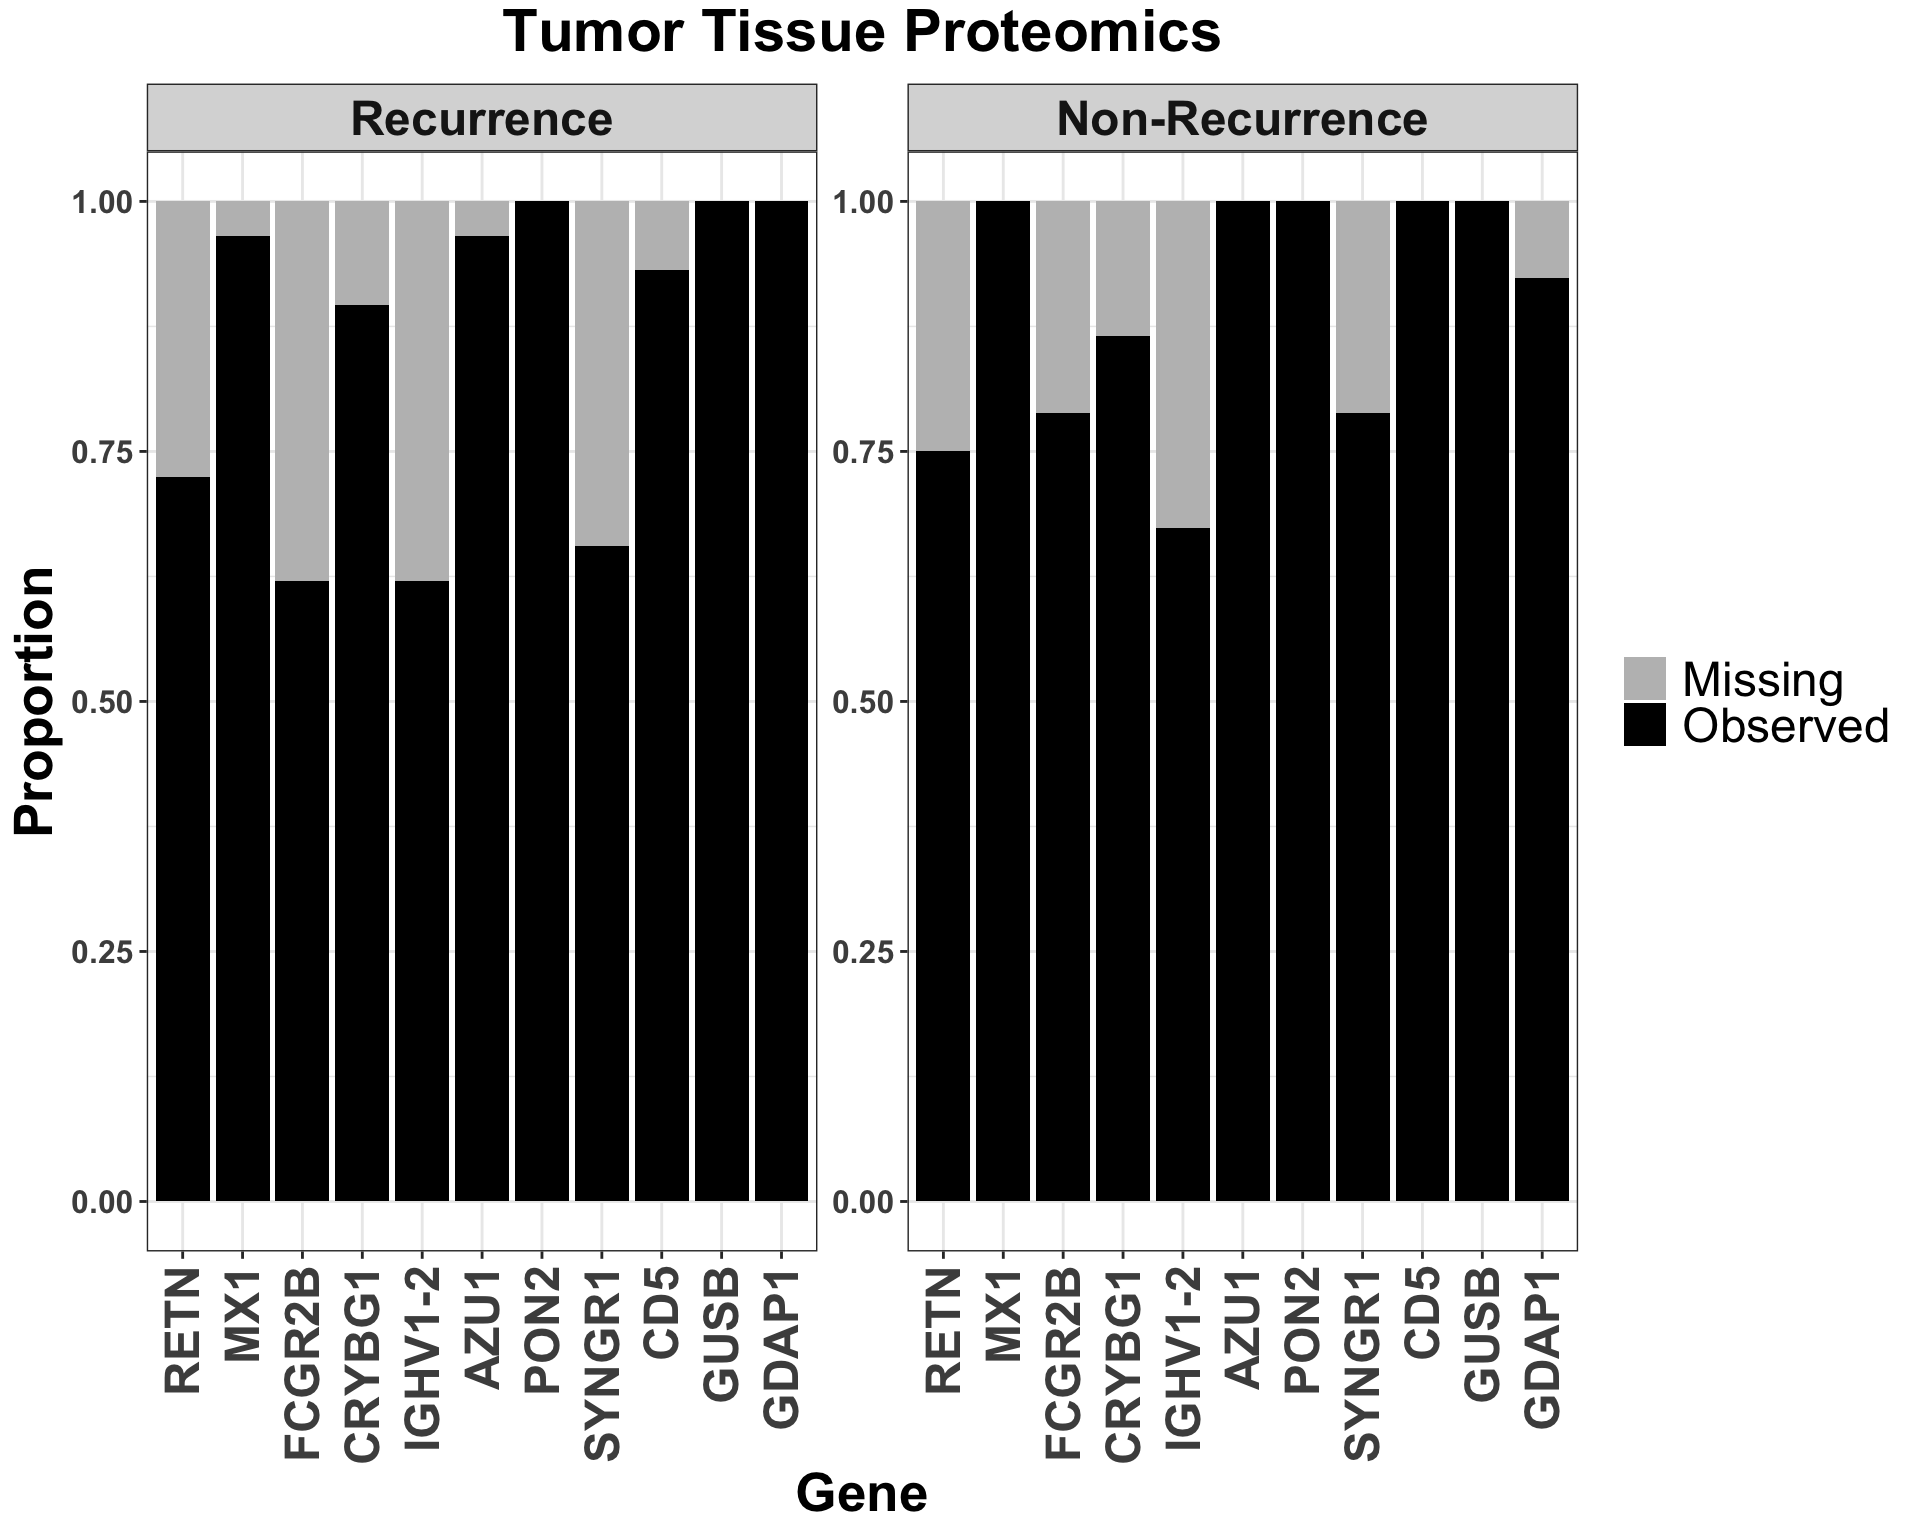 Tumor Tissue Proteomics
Recurrence
Non-Recurrence
Proportion
1.00
0.75
0.50
0.25
0.00
1.00
0.75
0.50
0.25
0.00
RETN
MX1
FCGR2B
CRYBG1
IGHV1-2
AZU1
PON2
SYNGR1
CD5
GUSB
GDAP1
RETN
MX1
FCGR2B
CRYBG1
IGHV1-2
AZU1
PON2
SYNGR1
CD5
GUSB
GDAP1
Gene
Missing
Observed